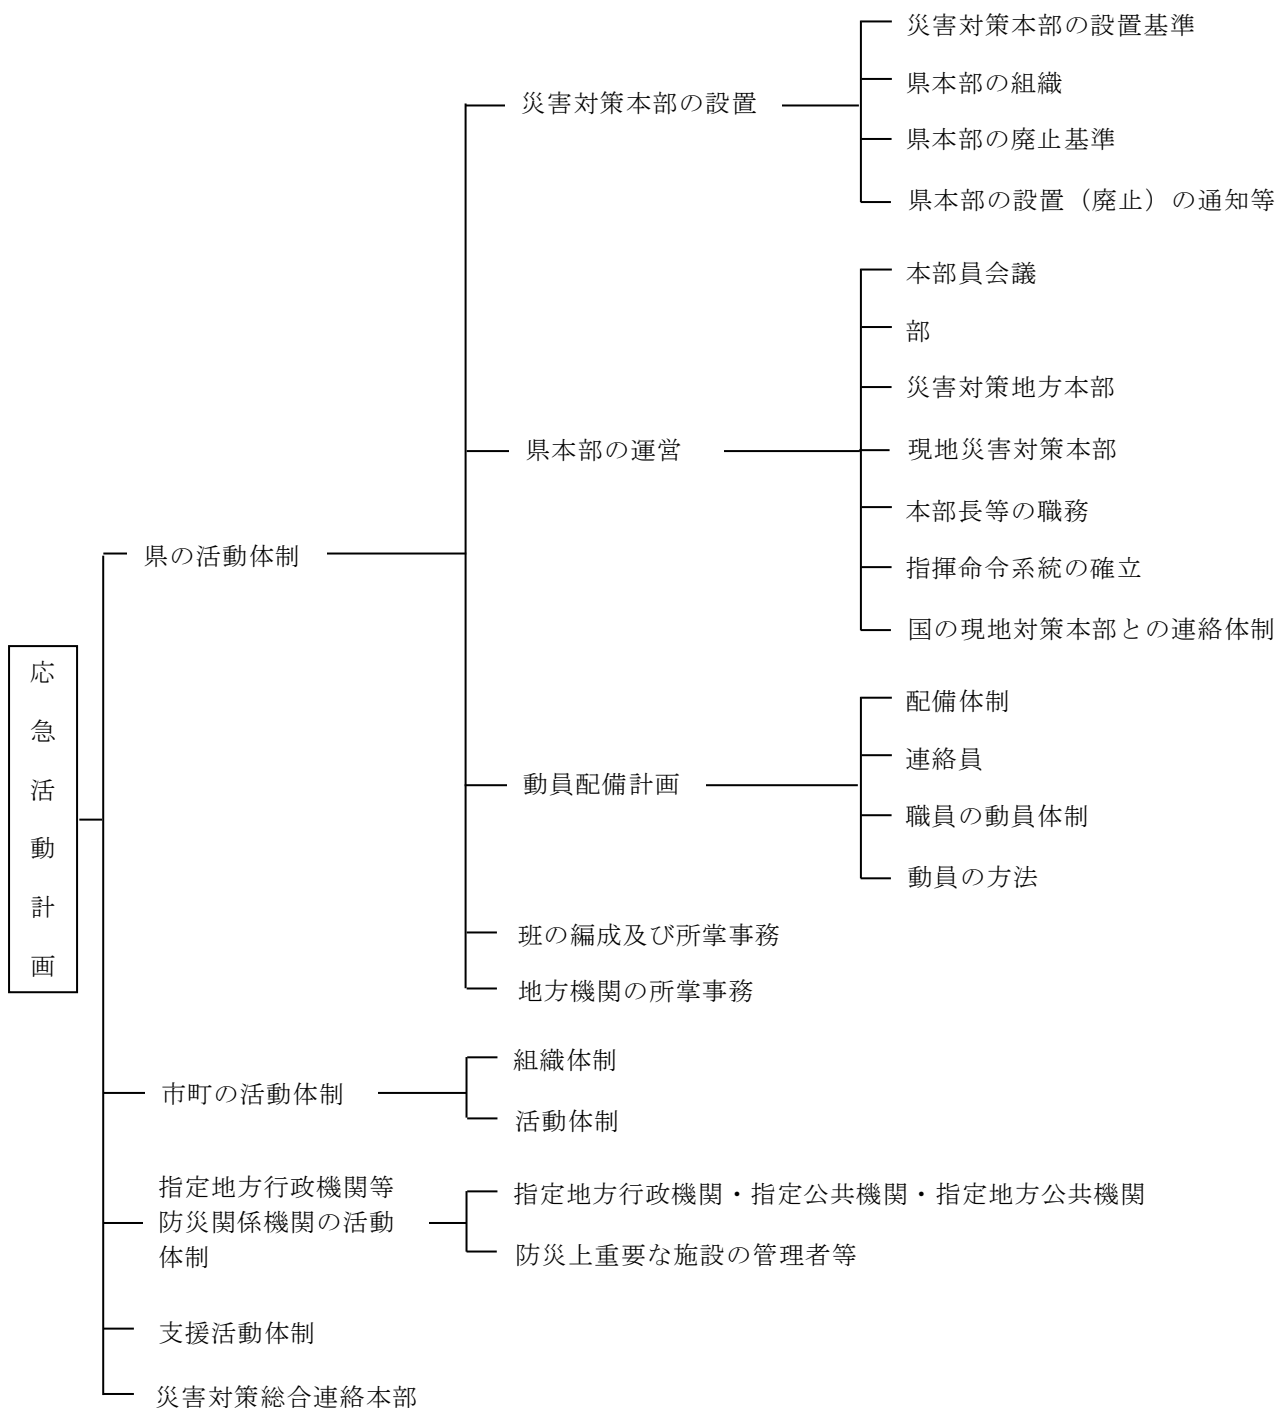 応急活動計画
県の活動体制
災害対策本部の設置
災害対策本部の設置基準
県本部の組織
県本部の廃止基準
県本部の設置（廃止）の通知等
県本部の運営
本部員会議
部
災害対策地方本部
現地災害対策本部
本部長等の職務
指揮命令系統の確立
国の現地対策本部との連絡体制
動員配備計画
配備体制
連絡員
職員の動員体制
動員の方法
班の編成及び所掌事務
地方機関の所掌事務
市町の活動体制
組織体制
活動体制
指定地方行政機関等
防災関係機関の活動
体制
指定地方行政機関・指定公共機関・指定地方公共機関
防災上重要な施設の管理者等
支援活動体制
災害対策総合連絡本部